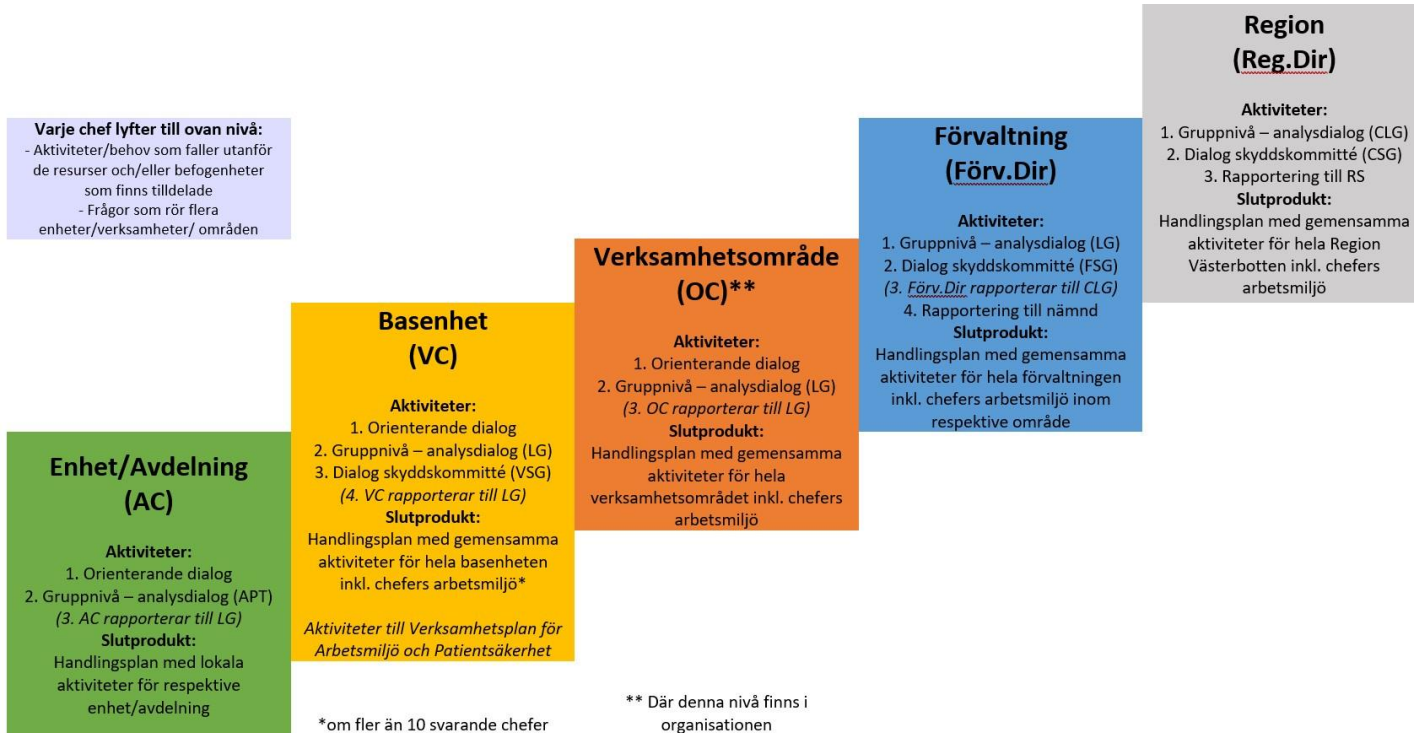 Varje chef lyfter till ovan nivå:
- Aktiviteter/behov som faller utanför
de resurser och/eller befogenheter
som finns tilldelade
- Frågor som rör flera
enheter/verksamheter/ områden
Enhet/Avdelning
(AC)
Aktiviteter:
1. Orienterande dialog
2. Gruppnivå – analysdialog (APT)
(3. AC rapporterar till LG)
Slutprodukt:
Handlingsplan med lokala
aktiviteter för respektive
enhet/avdelning
Basenhet
(VC)
Aktiviteter:
1. Orienterande dialog
2. Gruppnivå – analysdialog (LG)
3. Dialog skyddskommitté (VSG)
(4. VC rapporterar till LG)
Slutprodukt:
Handlingsplan med gemensamma
aktiviteter för hela basenheten
inkl. chefers arbetsmiljö*
Aktiviteter till Verksamhetsplan för
Arbetsmiljö och Patientsäkerhet
*om fler än 10 svarande chefer
Verksamhetsområde
(OC)**
Aktiviteter:
1. Orienterande dialog
2. Gruppnivå – analysdialog (LG)
(3. OC rapporterar till LG)
Slutprodukt:
Handlingsplan med gemensamma
aktiviteter för hela
verksamhetsområdet inkl. chefers
arbetsmiljö
** Där denna nivå finns i
organisationen
Förvaltning
(Förv.Dir)
Aktiviteter:
1. Gruppnivå – analysdialog (LG)
2. Dialog skyddskommitté (FSG)
(3. Förv.Dir rapporterar till CLG)
4. Rapportering till nämnd
Slutprodukt:
Handlingsplan med gemensamma
aktiviteter för hela förvaltningen
inkl. chefers arbetsmiljö inom
respektive område
Region
(Reg.Dir)
Aktiviteter:
1. Gruppnivå – analysdialog (CLG)
2. Dialog skyddskommitté (CSG)
3. Rapportering till RS
Slutprodukt:
Handlingsplan med gemensamma
aktiviteter för hela Region
Västerbotten inkl. chefers
arbetsmiljö